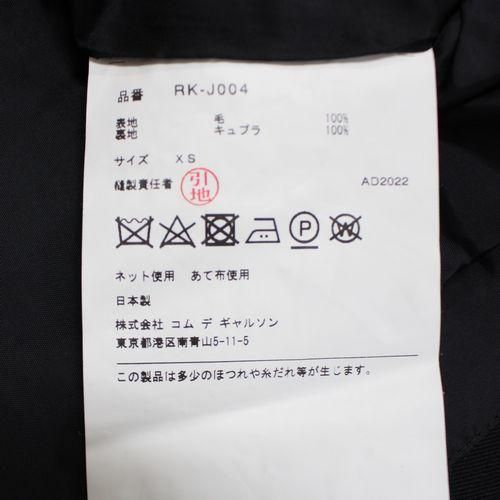 品番 RK-J004
表地 毛 100%
裏地 キュプラ 100%
サイズ XS
縫製責任者 引地 AD2022
P W
ネット使用 あて布使用
日本製
株式会社 コム デ ギャルソン
東京都港区南青山5-11-5
この製品は多少のほつれや糸だれ等が生じます。